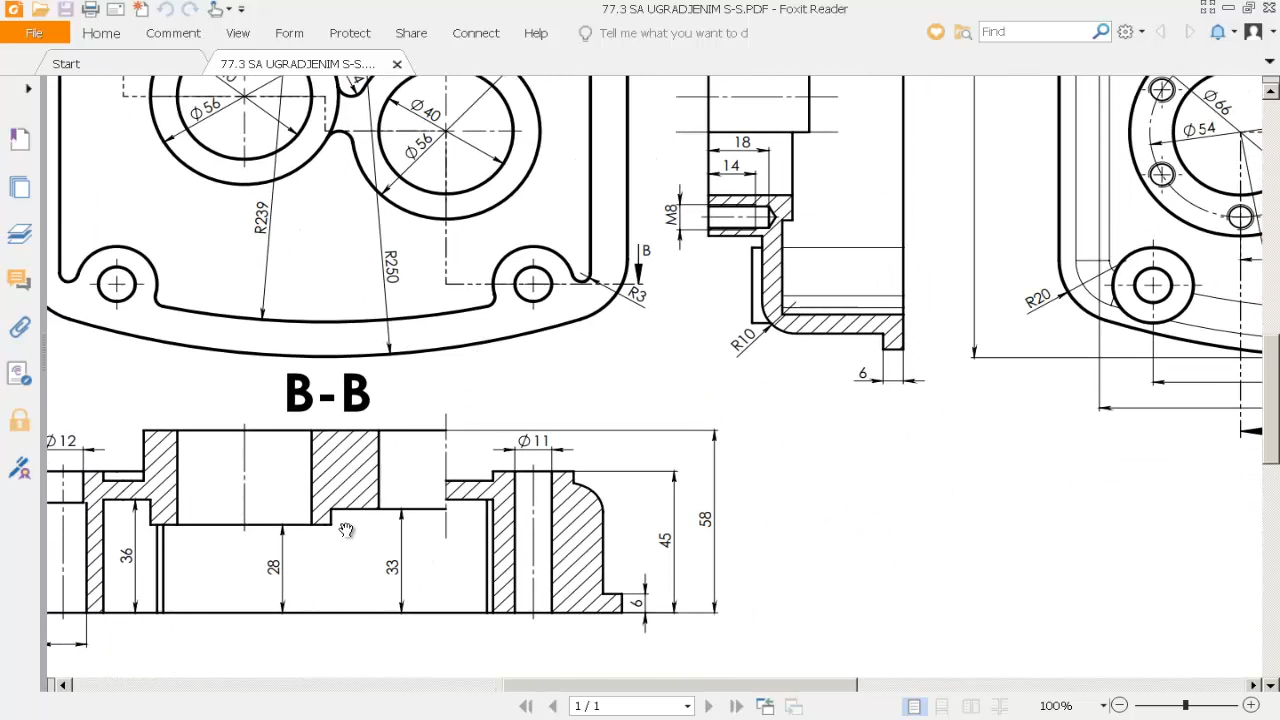 77.3 SA UGRADJENIM S-S.PDF - Foxit Reader
File Home Comment View Form Protect Share Connect Help Tell me what you want to d Find
Start 77.3 SA UGRADJENIM S-S....
Ø56
Ø40
Ø56
R239
R250
B
R3
18
14
M8
R10
6
Ø66
Ø54
R20
B-B
Ø12
Ø11
36
28
33
6
45
58
1 / 1
100%